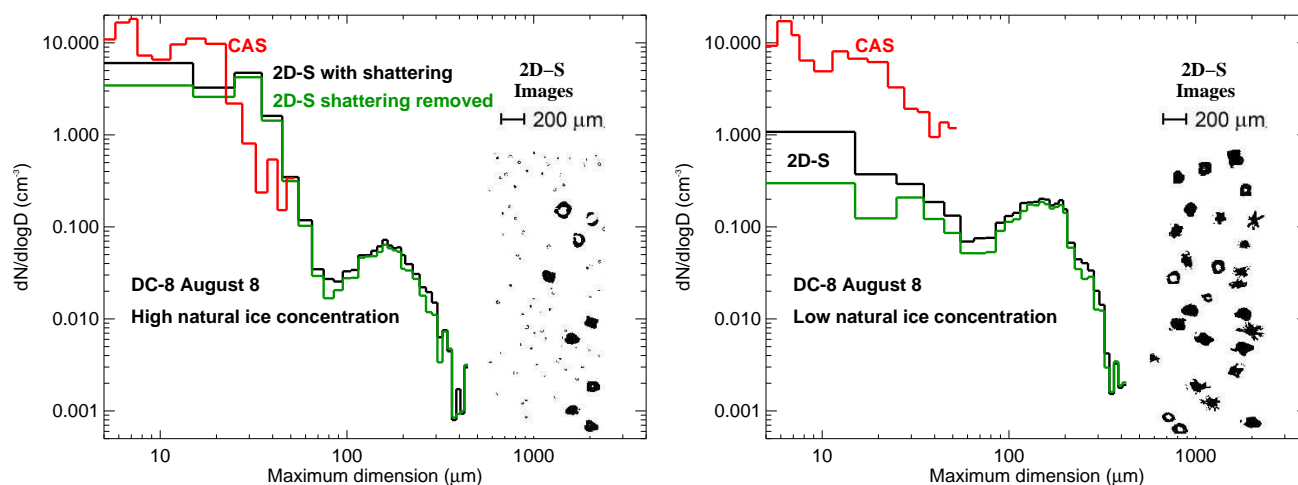 10.000
1.000
0.100
0.010
0.001
dN/dlogD (cm⁻³)
CAS
2D-S with shattering
2D-S shattering removed
2D–S
Images
200 μm
DC-8 August 8
High natural ice concentration
10
100
1000
Maximum dimension (μm)
10.000
1.000
0.100
0.010
0.001
dN/dlogD (cm⁻³)
CAS
2D-S
2D–S
Images
200 μm
DC-8 August 8
Low natural ice concentration
10
100
1000
Maximum dimension (μm)